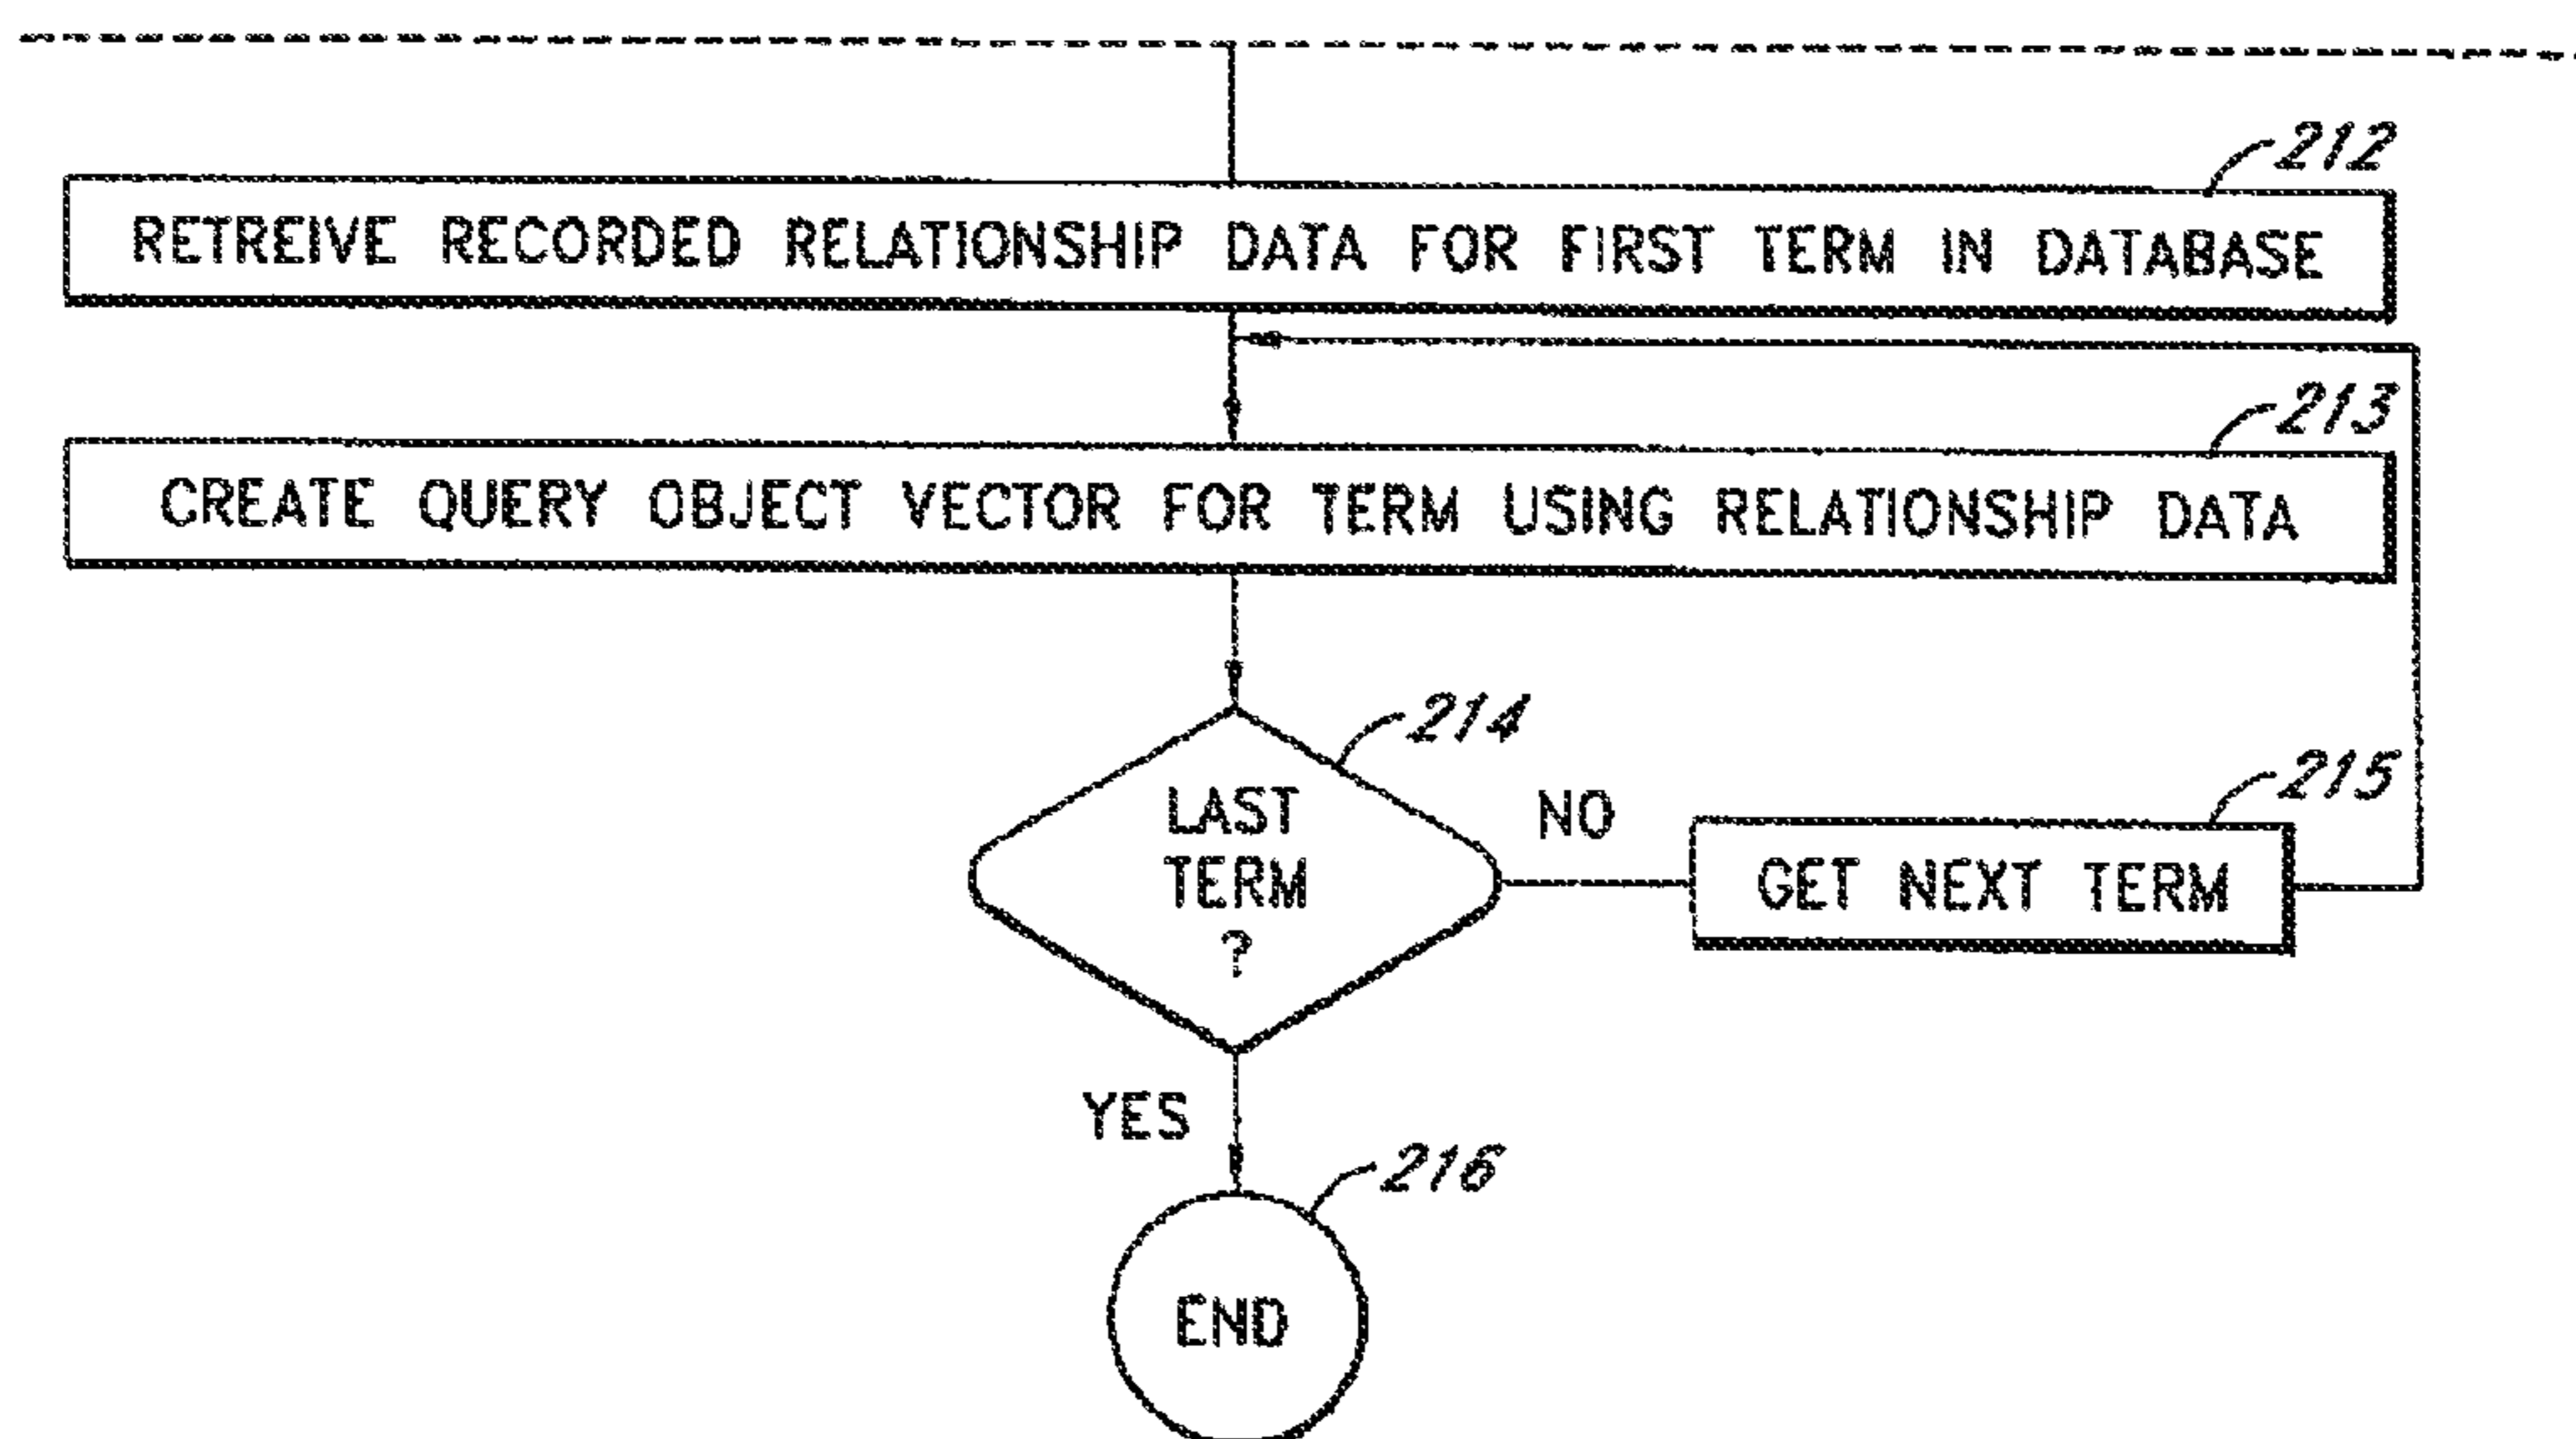 212
RETREIVE RECORDED RELATIONSHIP DATA FOR FIRST TERM IN DATABASE
213
CREATE QUERY OBJECT VECTOR FOR TERM USING RELATIONSHIP DATA
214
LAST
TERM
?
NO
215
GET NEXT TERM
YES
216
END